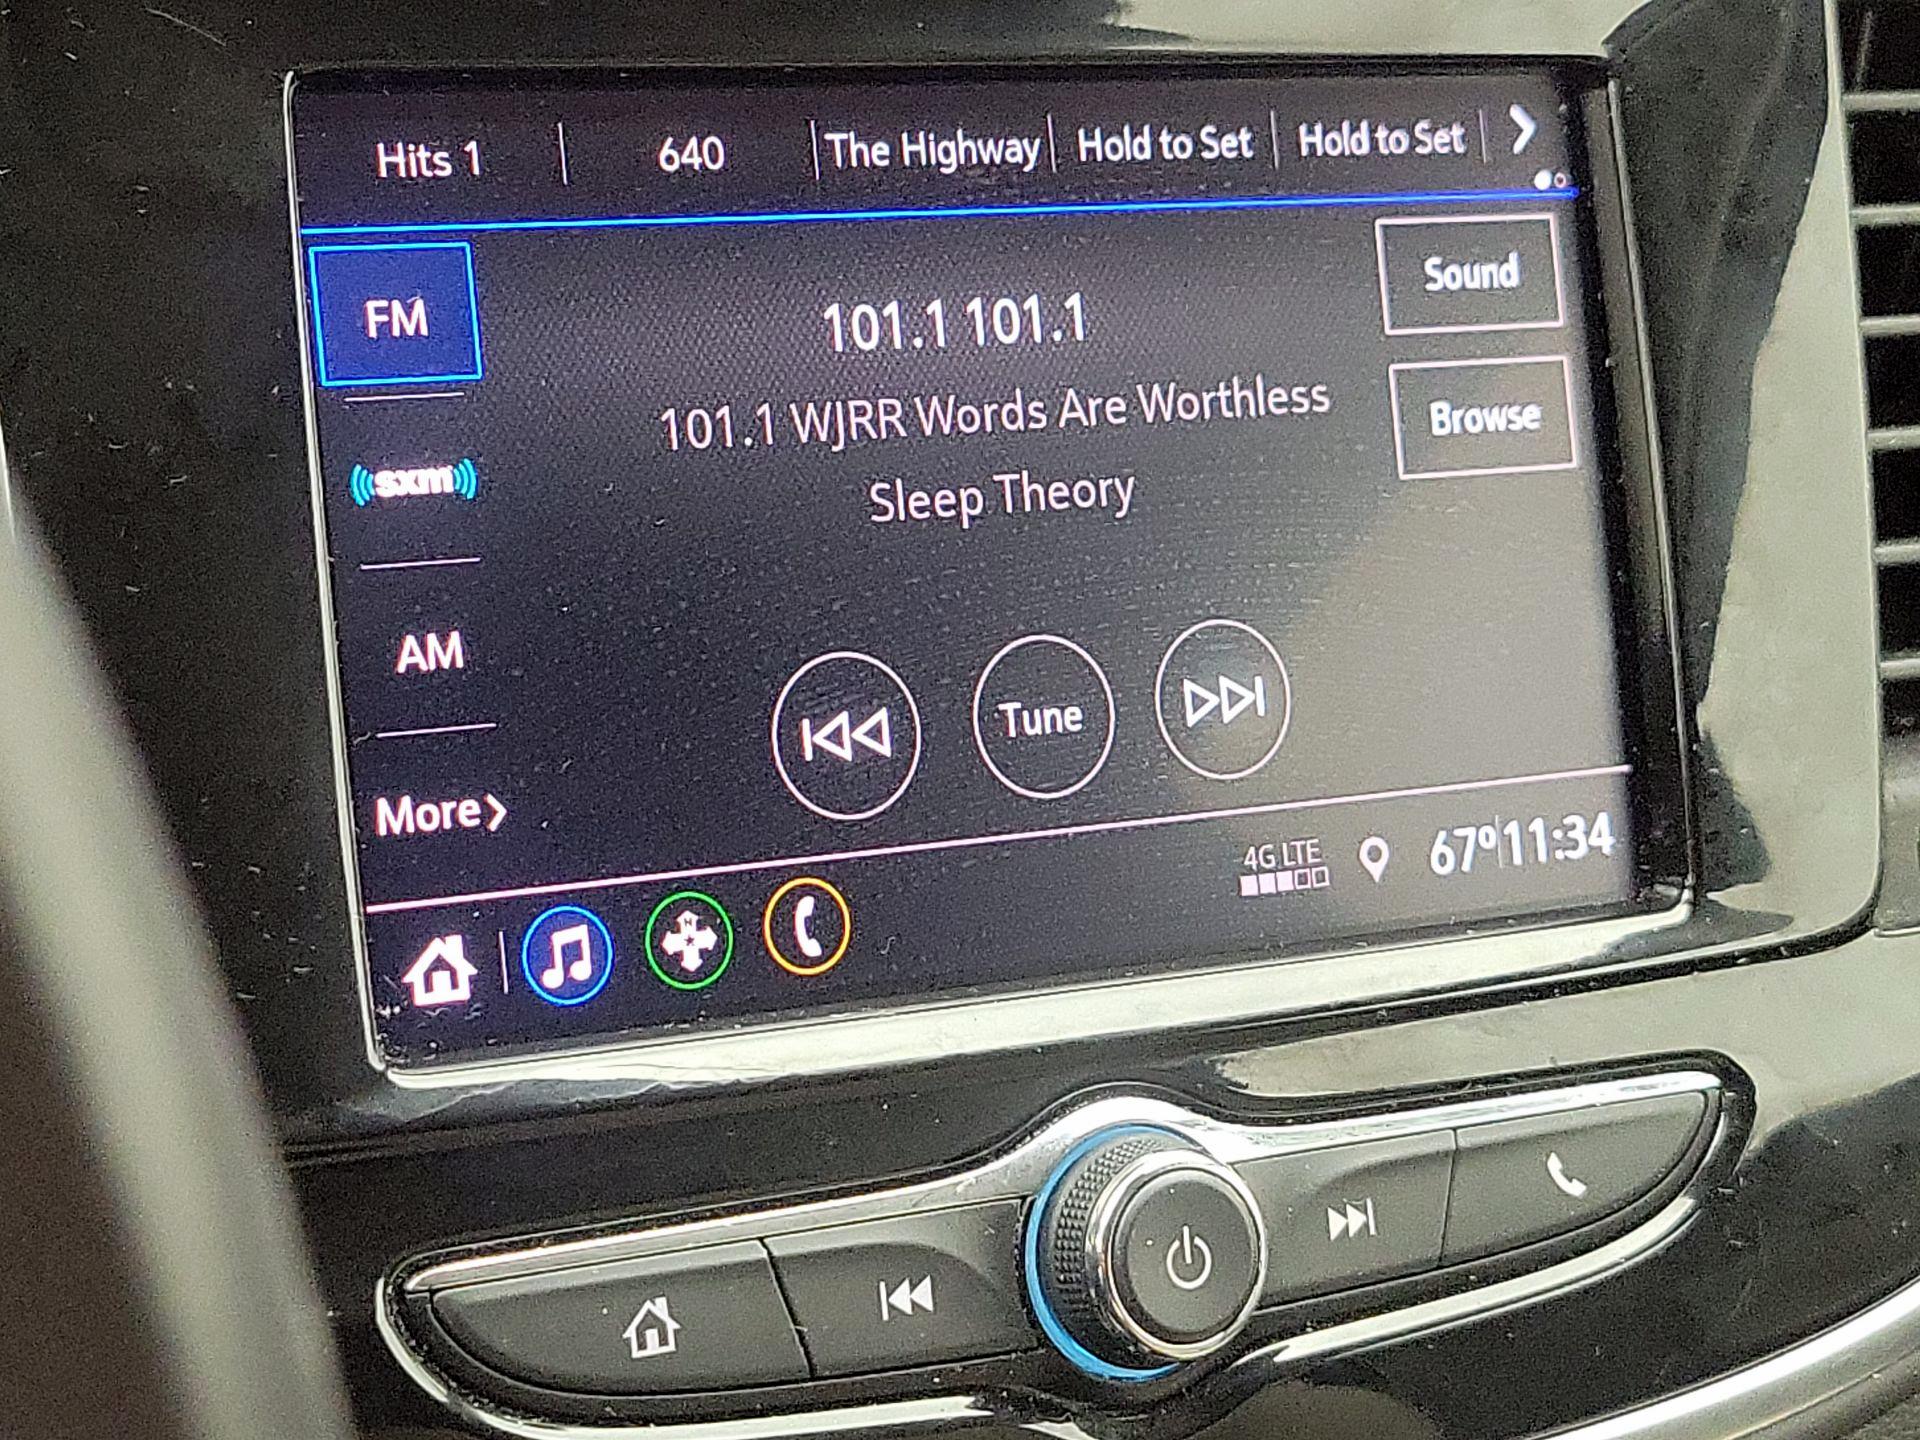 Hits 1 640 The Highway Hold to Set Hold to Set
FM
Sound
101.1 101.1
101.1 WJRR Words Are Worthless
Browse
((sxm))
Sleep Theory
AM
Tune
More
4G LTE 67° 11:34
N